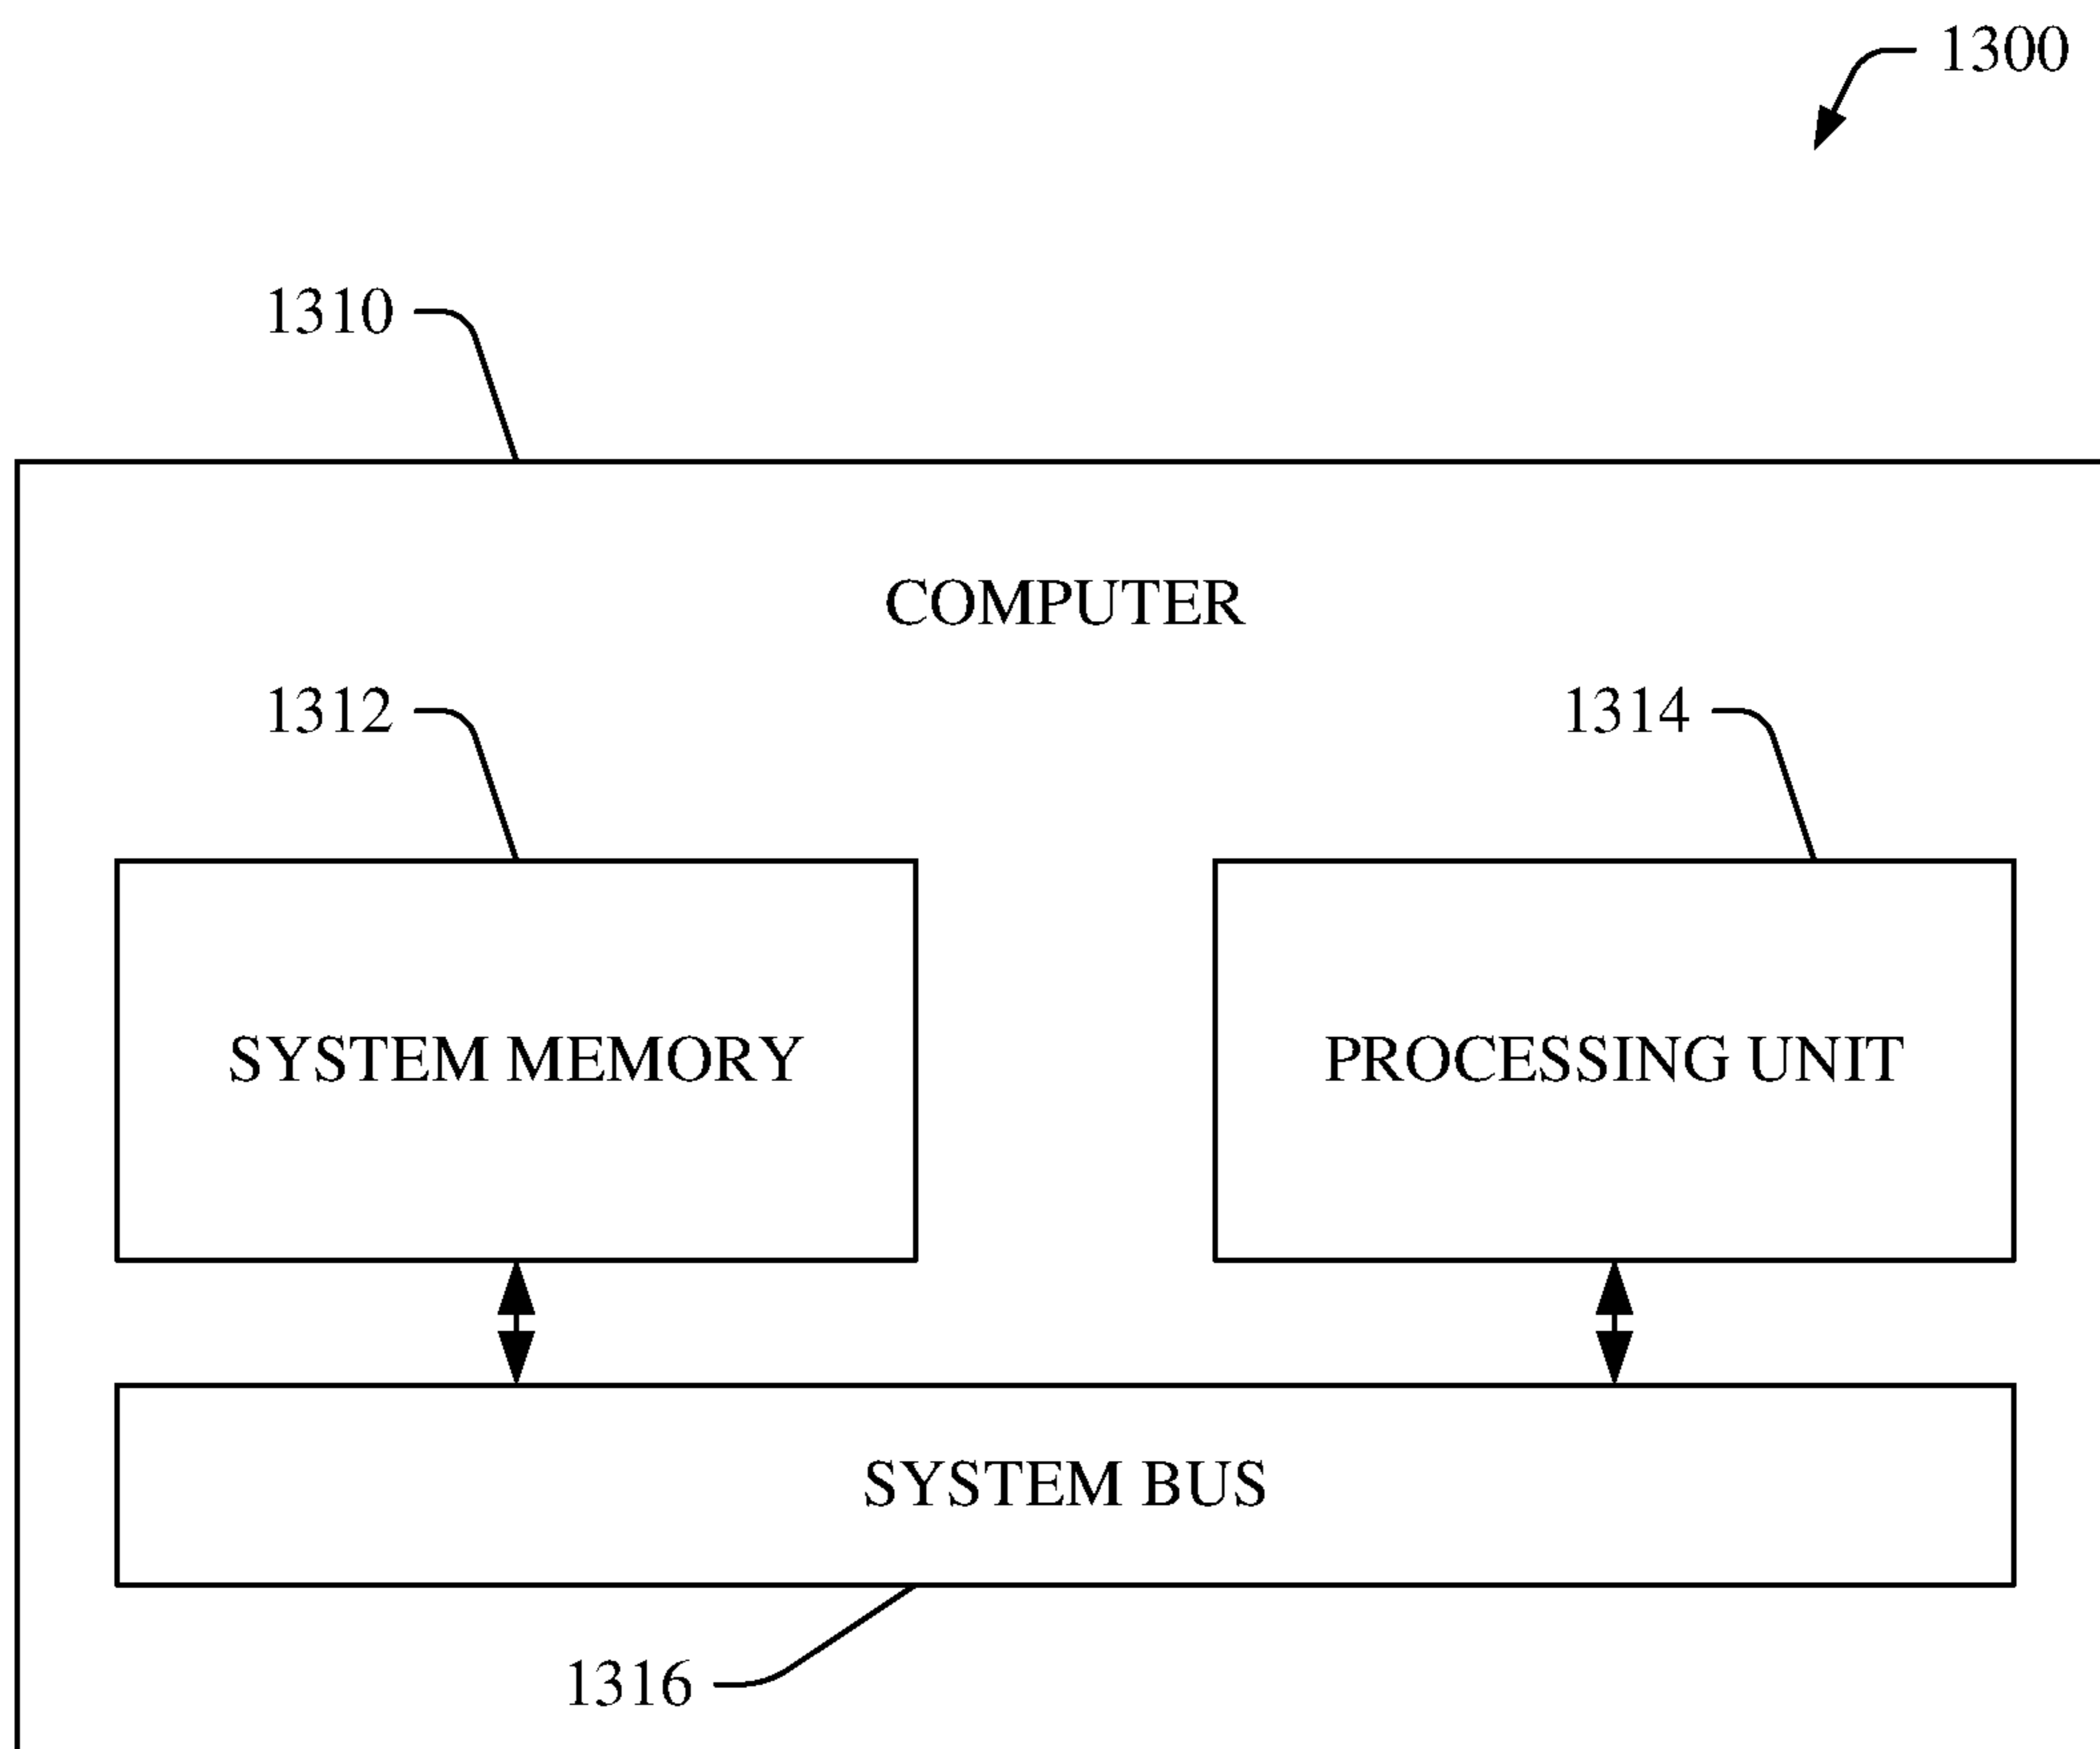 1300
1310
COMPUTER
1312
1314
SYSTEM MEMORY
PROCESSING UNIT
SYSTEM BUS
1316